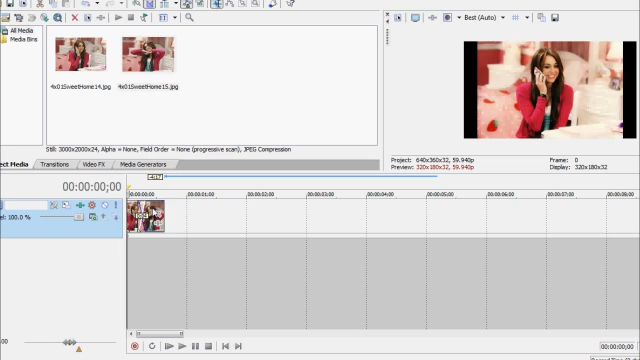 Best (Auto)
All Media
Media Bins
4x01SweetHome14.jpg
4x01SweetHome15.jpg
Still: 3000x2000x24, Alpha = None, Field Order = None (progressive scan), JPEG Compression
Project: 640x360x32, 59.940p
Frame: 0
Preview: 320x180x32, 59.940p
Display: 320x180x32
ject Media
Transitions
Video FX
Media Generators
00:00:00;00
00:00:00;00
00:00:01;00
00:00:02;00
00:00:03;00
00:00:04;00
00:00:05;00
00:00:06;00
00:00:07;00
00:00:08;00
el: 100.0 %
00:00:00;00